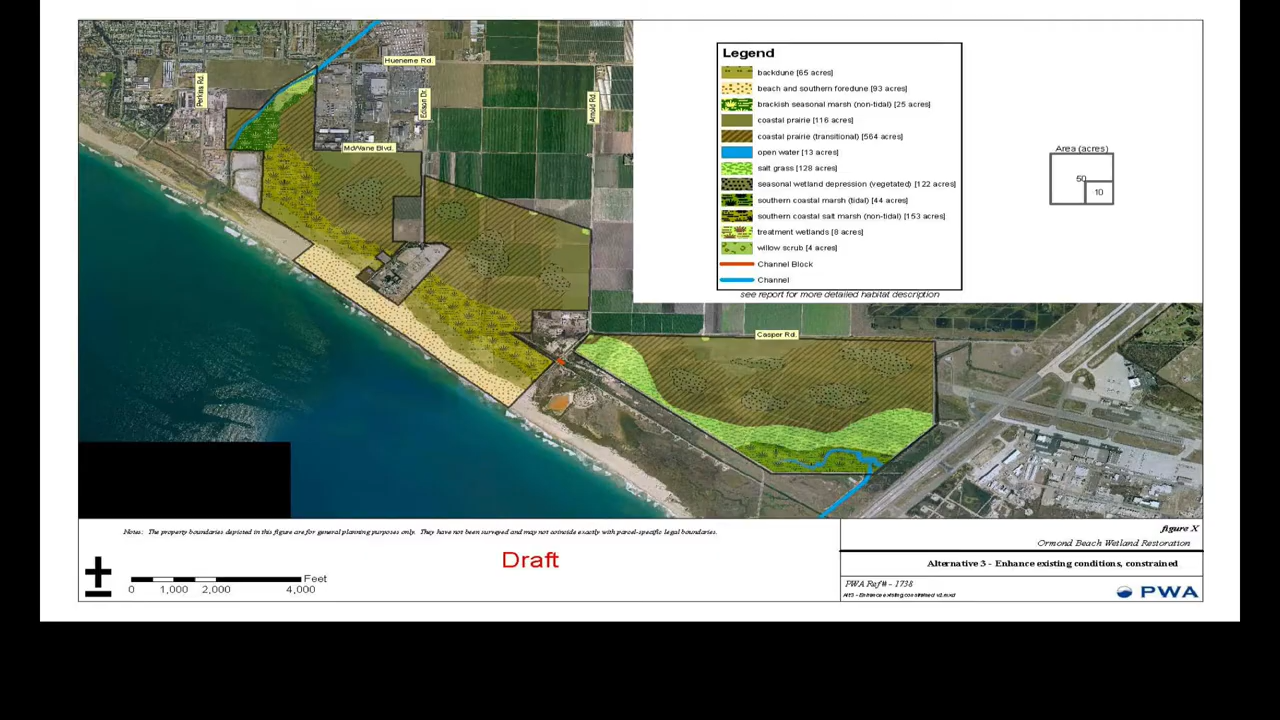 Legend
backdune [65 acres]
beach and southern foredune [93 acres]
brackish seasonal marsh (non-tidal) [25 acres]
coastal prairie [116 acres]
coastal prairie (transitional) [564 acres]
open water [13 acres]
salt grass [128 acres]
seasonal wetland depression (vegetated) [122 acres]
southern coastal marsh (tidal) [44 acres]
southern coastal salt marsh (non-tidal) [153 acres]
treatment wetlands [8 acres]
willow scrub [4 acres]
Channel Block
Channel
see report for more detailed habitat description
Area (acres)
50
10
Hueneme Rd.
Perkins Rd.
Edison Dr.
Arnold Rd.
McWane Blvd.
Casper Rd.
Notes: The property boundaries depicted in this figure are for general planning purposes only. They have not been surveyed and may not coincide exactly with parcel-specific legal boundaries.
Draft
Feet
0 1,000 2,000 4,000
figure X
Ormond Beach Wetland Restoration
Alternative 3 - Enhance existing conditions, constrained
PWA Ref# - 1738
PWA